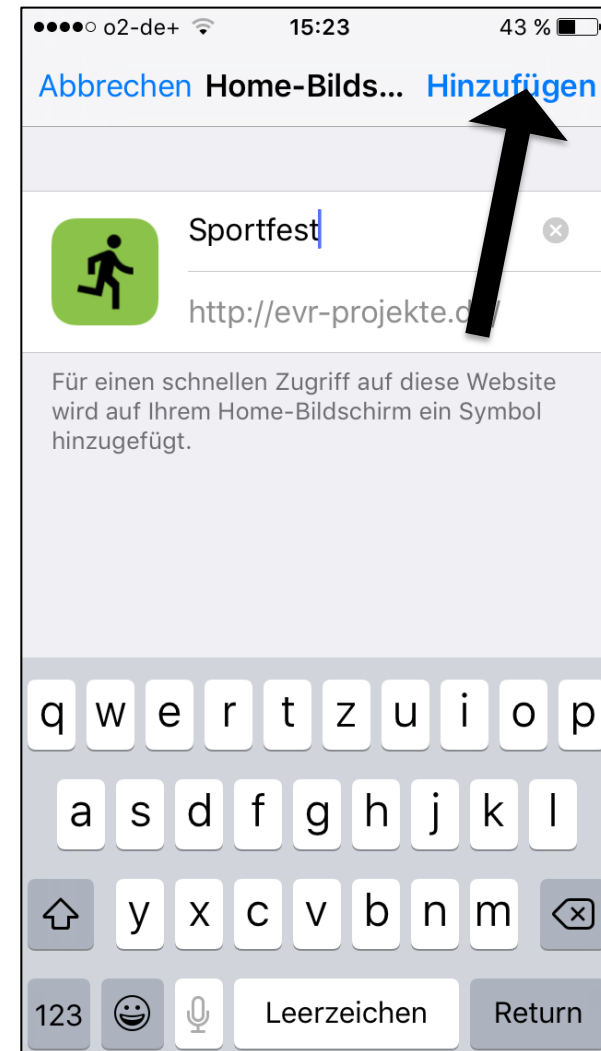 o2-de+ 15:23 43 %
Abbrechen Home-Bilds... Hinzufügen
Sportfest
http://evr-projekte.d /
Für einen schnellen Zugriff auf diese Website
wird auf Ihrem Home-Bildschirm ein Symbol
hinzugefügt.
q w e r t z u i o p
a s d f g h j k l
y x c v b n m
123 Leerzeichen Return